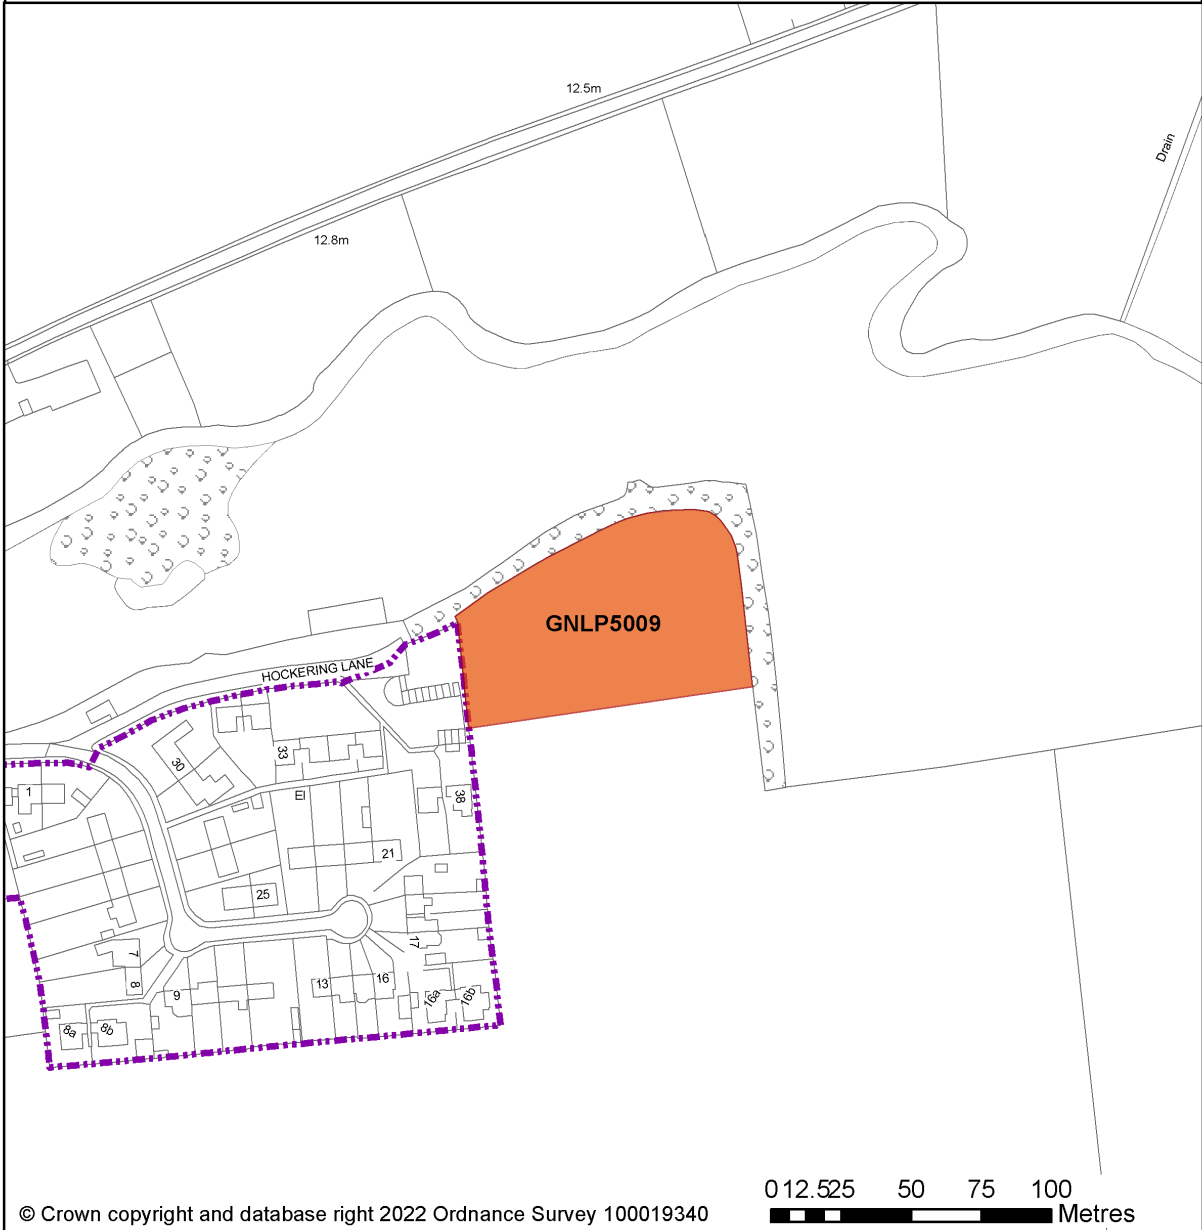 12.5m
Drain
12.8m
GNLP5009
HOCKERING LANE
33
30
1
El
38
21
25
17
7
8
9
13
16
16a
16b
8a
8b
0 12.5 25 50 75 100
Metres
© Crown copyright and database right 2022 Ordnance Survey 100019340